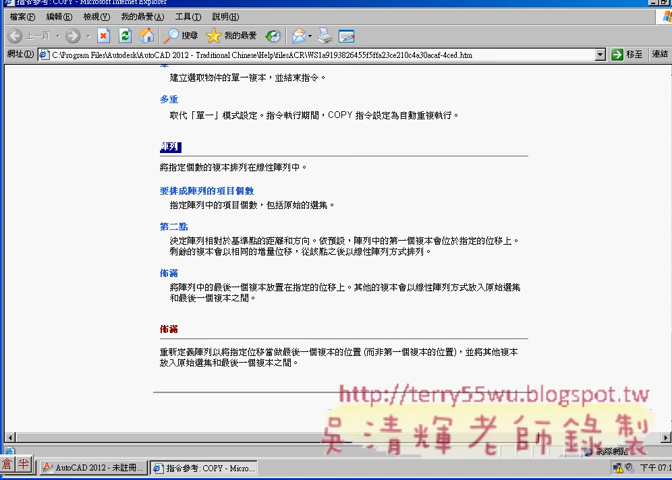 指令參考: COPY - Microsoft Internet Explorer
檔案(F) 編輯(E) 檢視(V) 我的最愛(A) 工具(T) 說明(H)
上一頁 搜尋 我的最愛
網址(D) C:\Program Files\Autodesk\AutoCAD 2012 - Traditional Chinese\Help\filesACR\WS1a9193826455f5ffa23ce210c4a30acaf-4ced.htm 移至 連結
建立選取物件的單一複本，並結束指令。
多重
取代「單一」模式設定。指令執行期間，COPY 指令設定為自動重複執行。
陣列
將指定個數的複本排列在線性陣列中。
要排成陣列的項目個數
指定陣列中的項目個數，包括原始的選集。
第二點
決定陣列相對於基準點的距離和方向。依預設，陣列中的第一個複本會位於指定的位移上。
剩餘的複本會以相同的增量位移，從該點之後以線性陣列方式排列。
佈滿
將陣列中的最後一個複本放置在指定的位移上。其他的複本會以線性陣列方式放入原始選集
和最後一個複本之間。
佈滿
重新定義陣列以將指定位移當做最後一個複本的位置 (而非第一個複本的位置)，並將其他複本
放入原始選集和最後一個複本之間。
http://terry55wu.blogspot.tw
吳清輝老師錄製
倉 半 AutoCAD 2012 - 未註冊... 指令參考: COPY - Micro... 下午 07:1